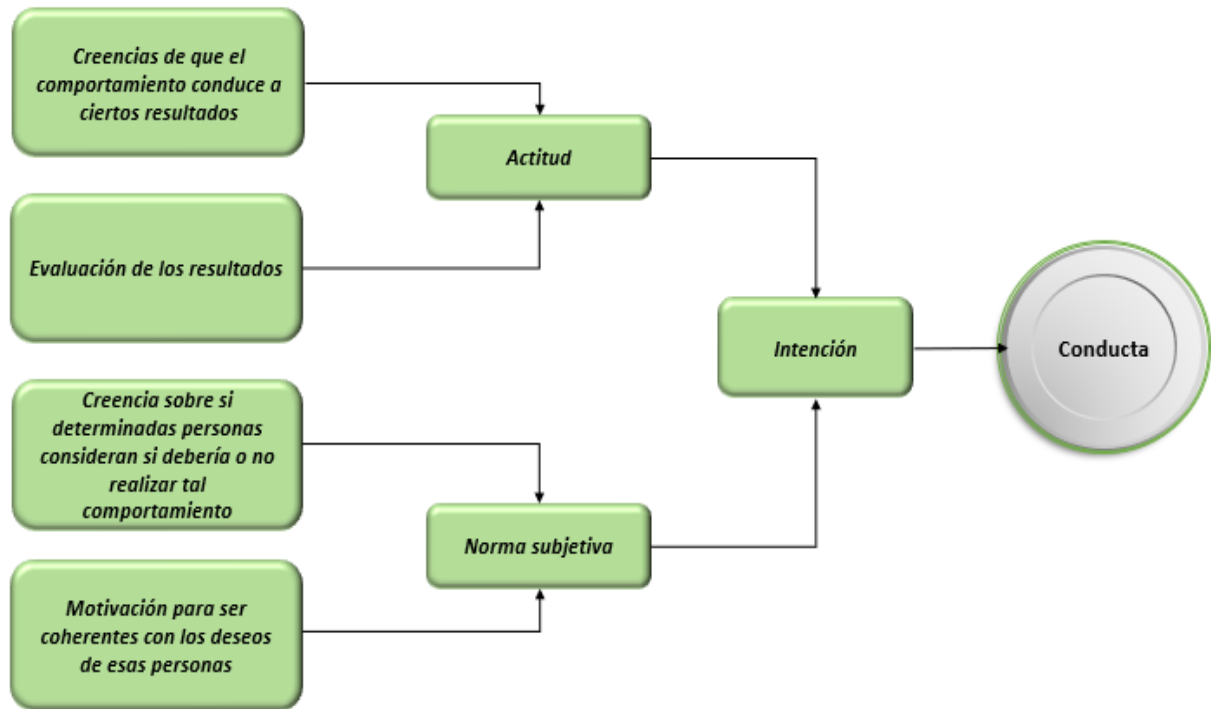 Creencias de que el
comportamiento conduce a
ciertos resultados
Actitud
Evaluación de los resultados
Intención
Conducta
Creencia sobre si
determinadas personas
consideran si debería o no
realizar tal
comportamiento
Norma subjetiva
Motivación para ser
coherentes con los deseos
de esas personas